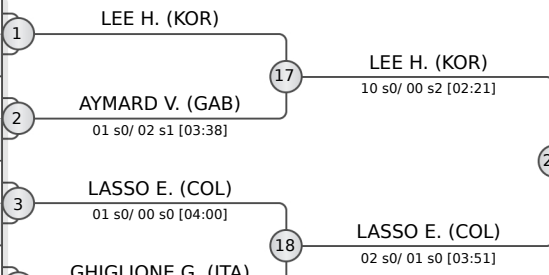 LEE H. (KOR)
1
17
LEE H. (KOR)
10 s0/ 00 s2 [02:21]
AYMARD V. (GAB)
2
01 s0/ 02 s1 [03:38]
LASSO E. (COL)
3
01 s0/ 00 s0 [04:00]
18
LASSO E. (COL)
02 s0/ 01 s0 [03:51]
GHIGLIONE G. (ITA)